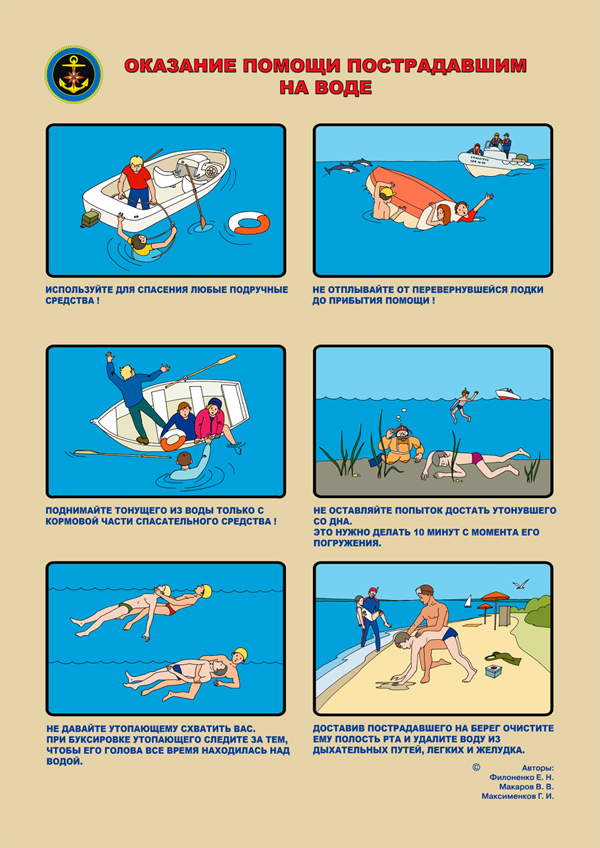 ОКАЗАНИЕ ПОМОЩИ ПОСТРАДАВШИМ
НА ВОДЕ
ИСПОЛЬЗУЙТЕ ДЛЯ СПАСЕНИЯ ЛЮБЫЕ ПОДРУЧНЫЕ
СРЕДСТВА !
НЕ ОТПЛЫВАЙТЕ ОТ ПЕРЕВЕРНУВШЕЙСЯ ЛОДКИ
ДО ПРИБЫТИЯ ПОМОЩИ !
ПОДНИМАЙТЕ ТОНУЩЕГО ИЗ ВОДЫ ТОЛЬКО С
КОРМОВОЙ ЧАСТИ СПАСАТЕЛЬНОГО СРЕДСТВА !
НЕ ОСТАВЛЯЙТЕ ПОПЫТОК ДОСТАТЬ УТОНУВШЕГО
СО ДНА.
ЭТО НУЖНО ДЕЛАТЬ 10 МИНУТ С МОМЕНТА ЕГО
ПОГРУЖЕНИЯ.
НЕ ДАВАЙТЕ УТОПАЮЩЕМУ СХВАТИТЬ ВАС.
ПРИ БУКСИРОВКЕ УТОПАЮЩЕГО СЛЕДИТЕ ЗА ТЕМ,
ЧТОБЫ ЕГО ГОЛОВА ВСЕ ВРЕМЯ НАХОДИЛАСЬ НАД
ВОДОЙ.
ДОСТАВИВ ПОСТРАДАВШЕГО НА БЕРЕГ ОЧИСТИТЕ
ЕМУ ПОЛОСТЬ РТА И УДАЛИТЕ ВОДУ ИЗ
ДЫХАТЕЛЬНЫХ ПУТЕЙ, ЛЕГКИХ И ЖЕЛУДКА.
© Авторы:
Филоненко Е. Н.
Макаров В. В.
Максименков Г. И.